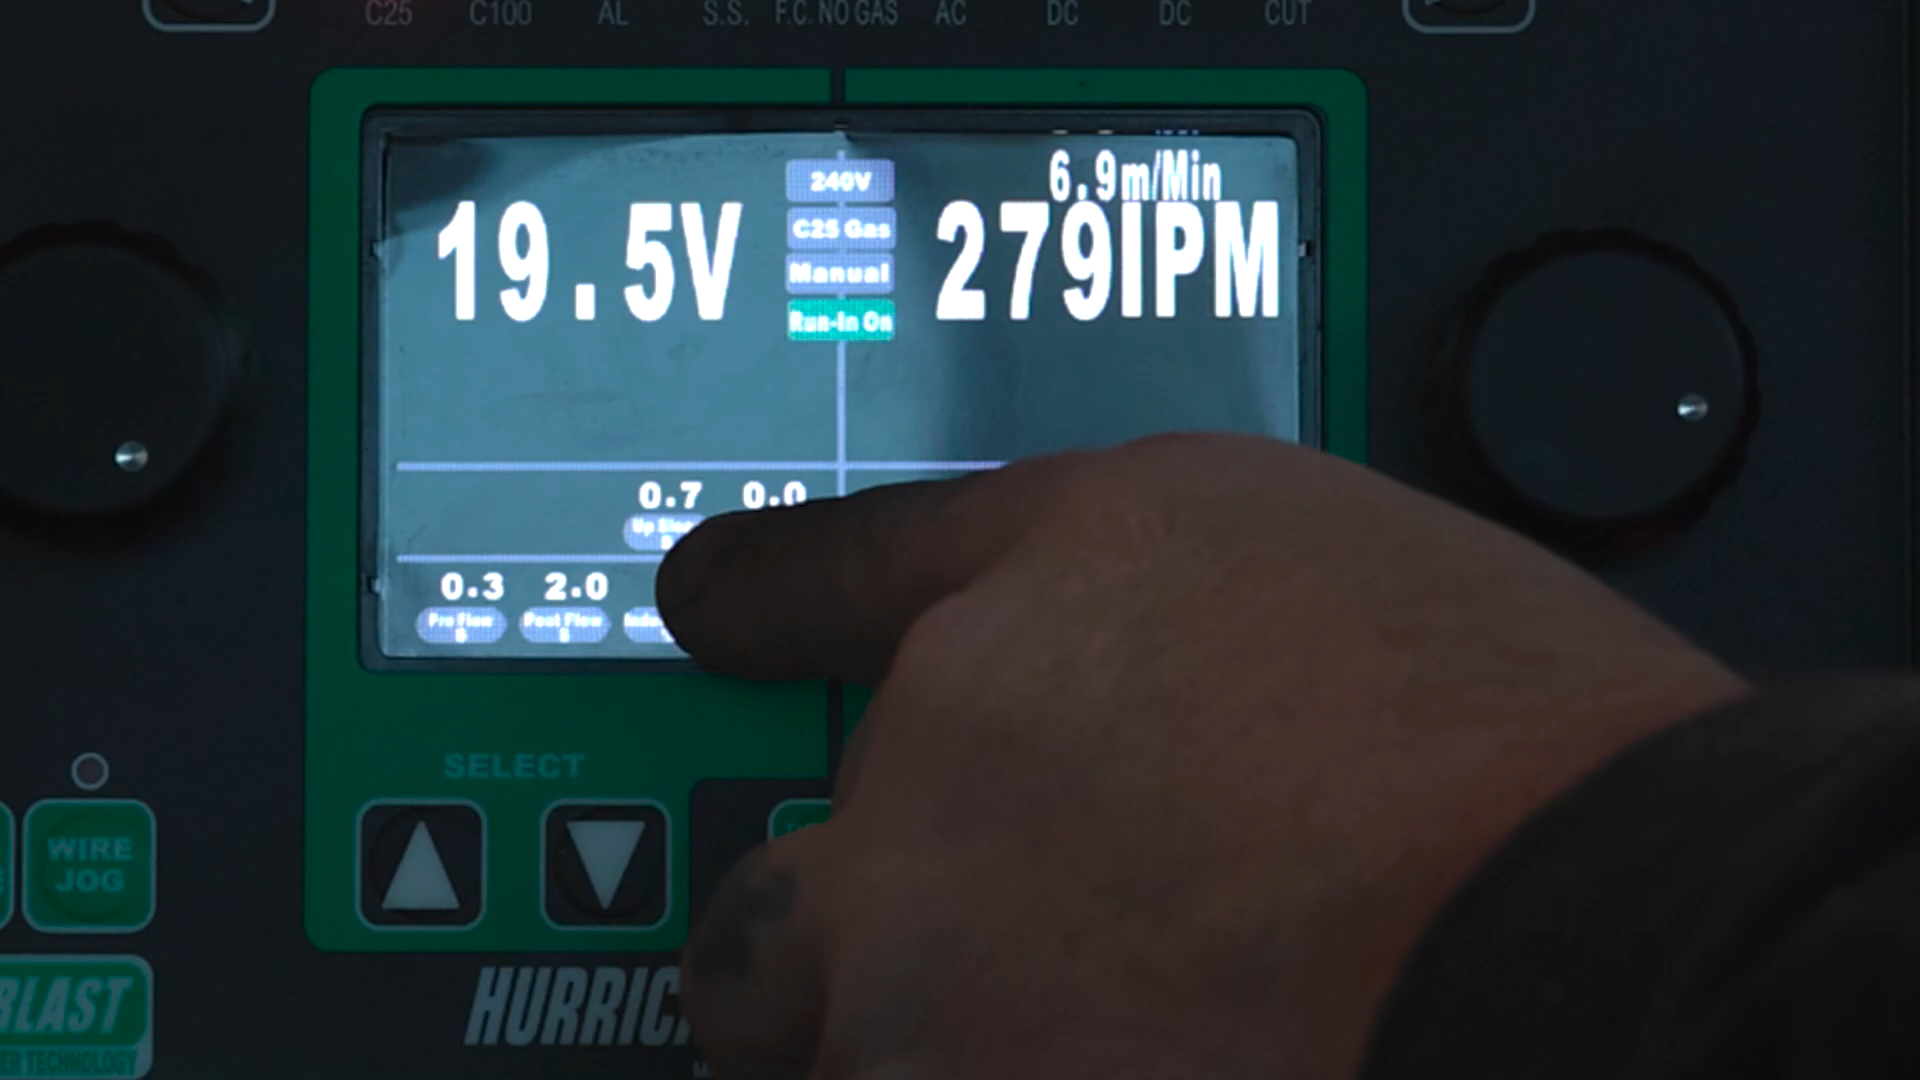 C25 C100 AL S.S. F.C. NO GAS AC DC DC CUT
6.9m/Min
19.5V
279IPM
240V
C25 Gas
Manual
Run-In On
0.7 0.0
Up
0.3 2.0
Pre Flow
S
Post Flow
S
SELECT
WIRE
JOG
HURRIC
RLAST
ER TECHNOLOGY